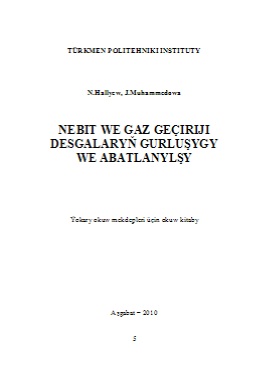 TÜRKMEN POLITEHNIKI INSTITUTY
N.Hallyew, J.Muhammedowa
NEBIT WE GAZ GEÇIRIJI
DESGALARYŇ GURLUŞYGY
WE ABATLANYLŞY
Ýokary okuw mekdepleri üçin okuw kitaby
Aşgabat – 2010
5